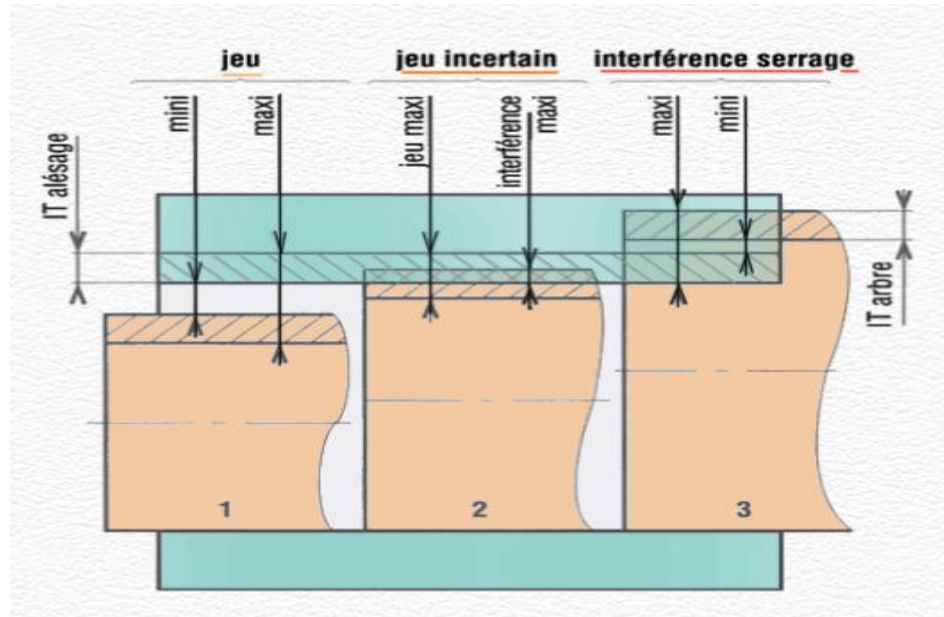 jeu
jeu incertain
interférence serrage
IT alésage
mini
maxi
jeu maxi
interférence
maxi
maxi
mini
IT arbre
1
2
3